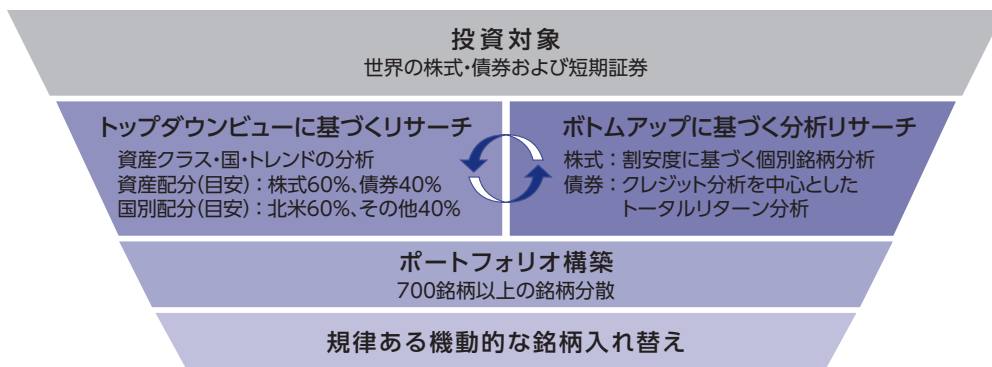 投資対象
世界の株式・債券および短期証券
トップダウンビューに基づくリサーチ
資産クラス・国・トレンドの分析
資産配分(目安)：株式60%、債券40%
国別配分(目安)：北米60%、その他40%
ボトムアップに基づく分析リサーチ
株式：割安度に基づく個別銘柄分析
債券：クレジット分析を中心とした
トータルリターン分析
ポートフォリオ構築
700銘柄以上の銘柄分散
規律ある機動的な銘柄入れ替え